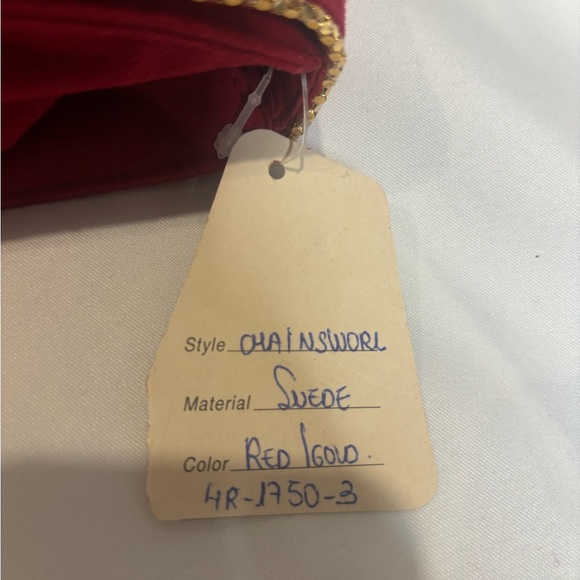 Style CHAINSWORL
Material SUEDE
Color RED / GOLD.
4R-1750-3